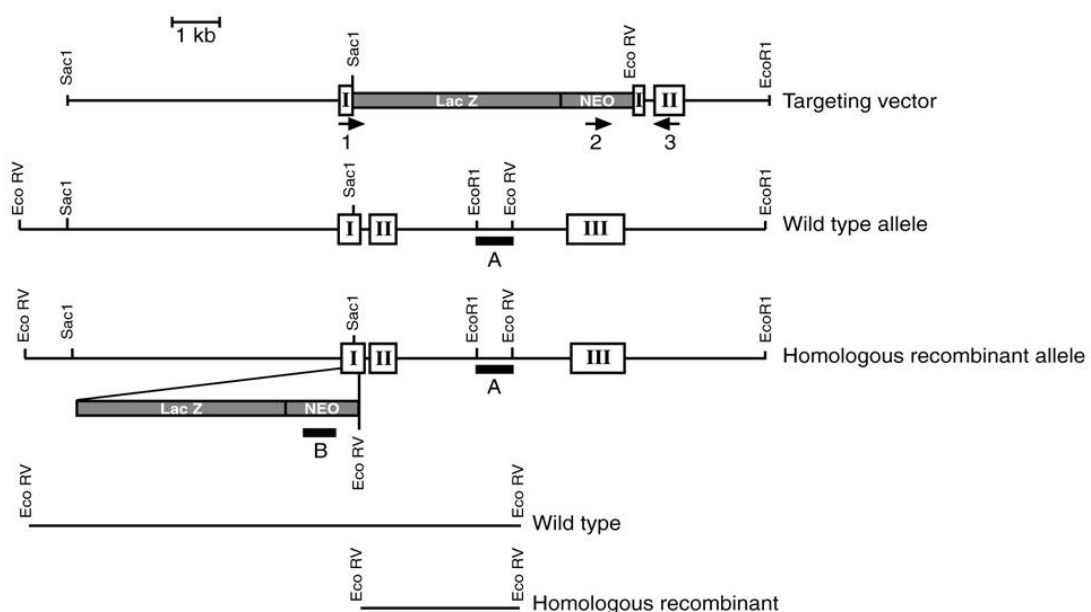 1 kb
Sac1 Sac1 Eco RV EcoR1
I Lac Z NEO I II Targeting vector
1 2 3
Eco RV Sac1 Sac1 EcoR1 Eco RV EcoR1
I II III Wild type allele
A
Eco RV Sac1 Sac1 EcoR1 Eco RV EcoR1
I II III Homologous recombinant allele
A
Lac Z NEO
B
Eco RV
Eco RV Eco RV
Wild type
Eco RV Eco RV
Homologous recombinant